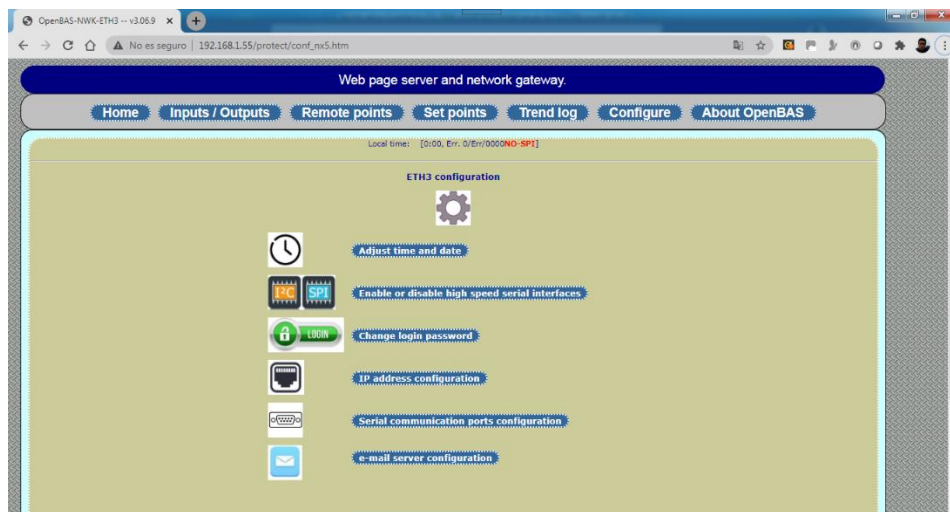 OpenBAS-NWK-ETH3 -- v3.06.9
No es seguro | 192.168.1.55/protect/conf_nx5.htm
Web page server and network gateway.
Home Inputs / Outputs Remote points Set points Trend log Configure About OpenBAS
Local time: [0:00, Err. 0/Err/0000NO-SPI]
ETH3 configuration
Adjust time and date
I²C SPI Enable or disable high speed serial interfaces
LOGIN Change login password
IP address configuration
Serial communication ports configuration
e-mail server configuration